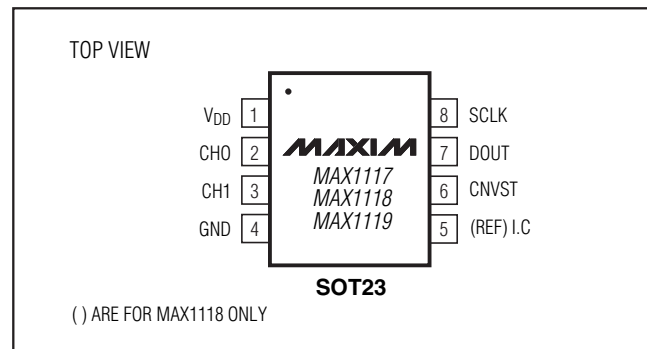 TOP VIEW
VDD 1
CH0 2
CH1 3
GND 4
MAXIM
MAX1117
MAX1118
MAX1119
8 SCLK
7 DOUT
6 CNVST
5 (REF) I.C
SOT23
( ) ARE FOR MAX1118 ONLY